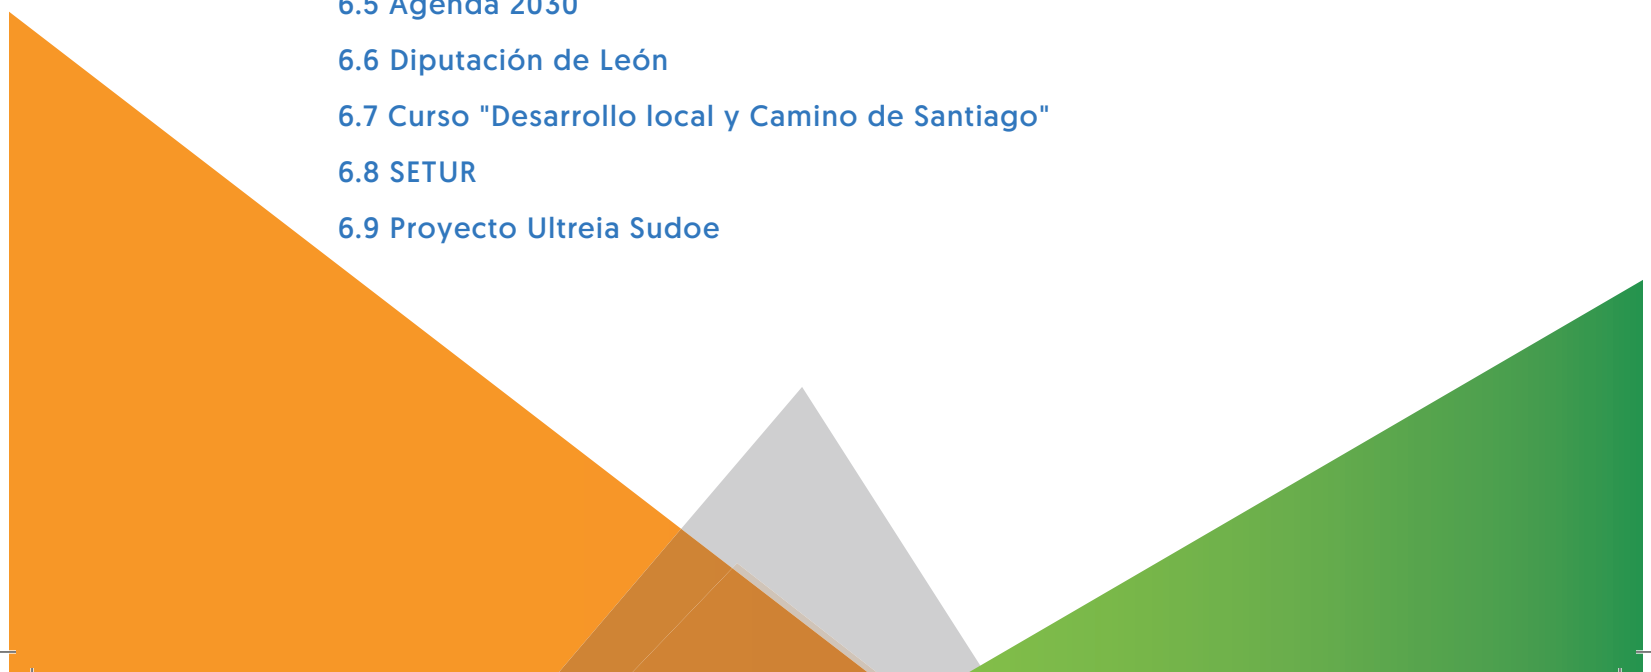 6.5 Agenda 2030
6.6 Diputación de León
6.7 Curso "Desarrollo local y Camino de Santiago"
6.8 SETUR
6.9 Proyecto Ultreia Sudoe